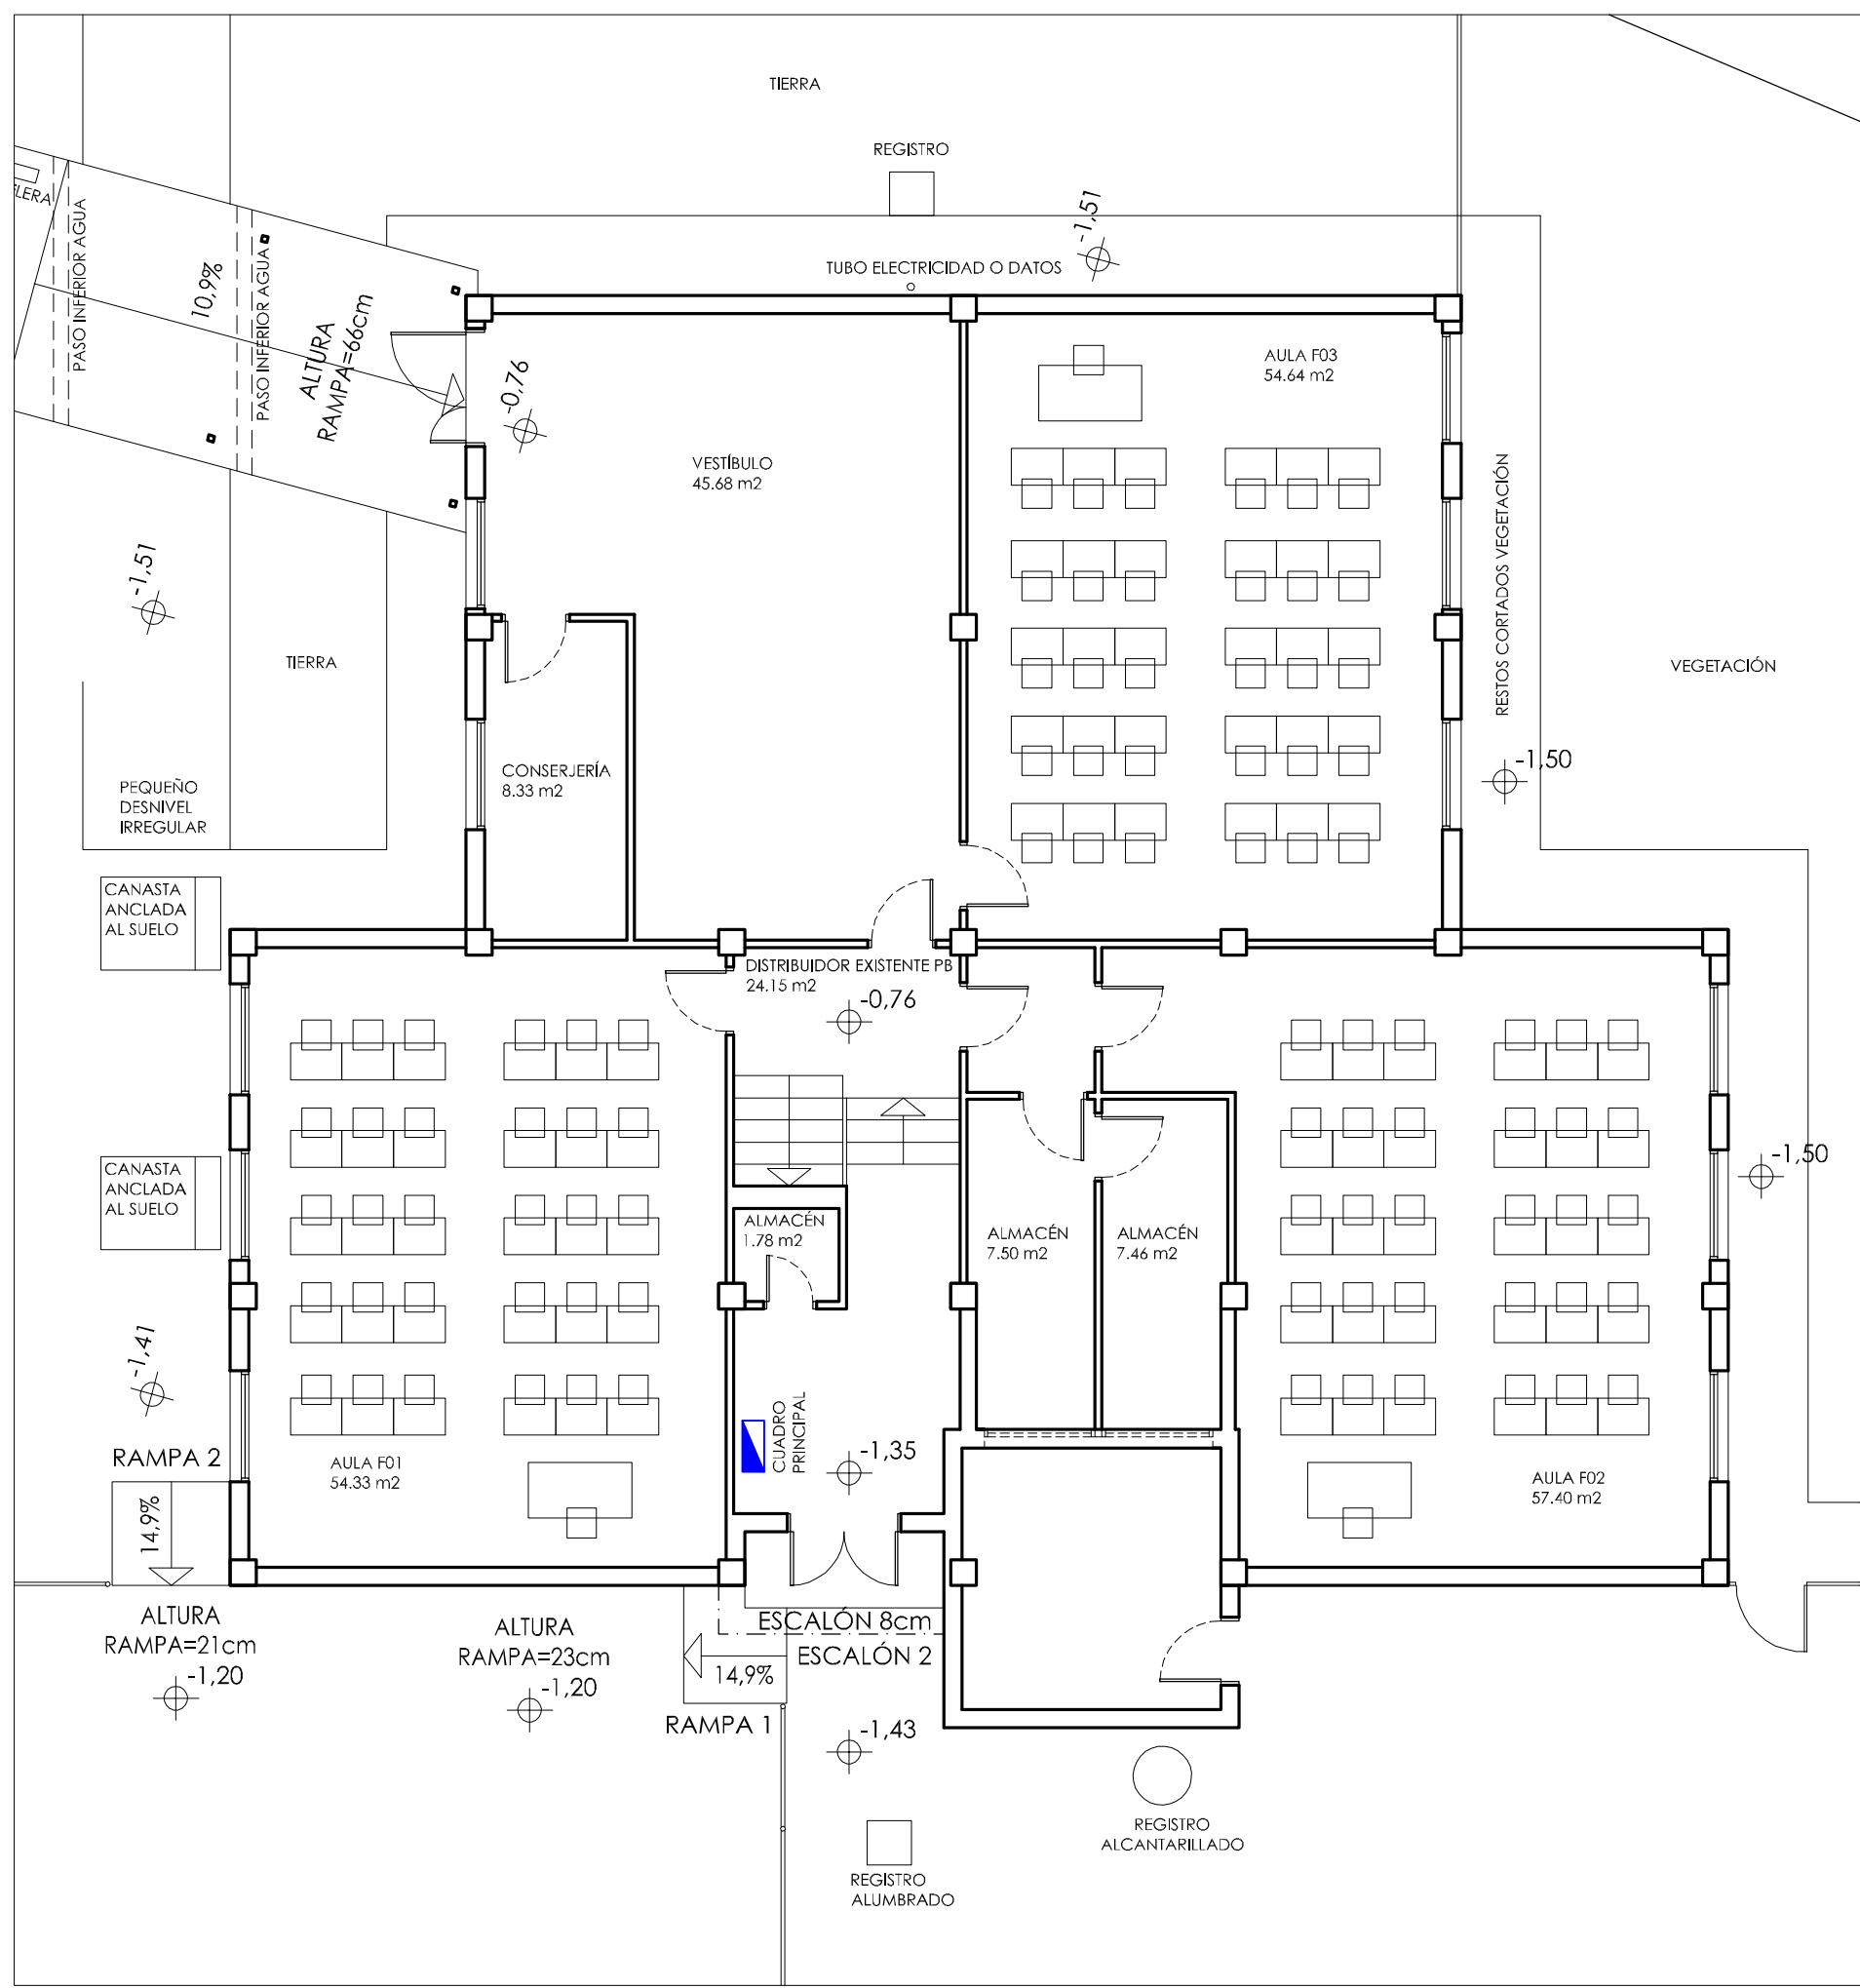 TIERRA
REGISTRO
-1,51
TUBO ELECTRICIDAD O DATOS
PASO INFERIOR AGUA
10,9%
PASO INFERIOR AGUA
ALTURA
RAMPA=66cm
-0,76
AULA F03
54.64 m2
VESTÍBULO
45.68 m2
RESTOS CORTADOS VEGETACIÓN
-1,51
TIERRA
VEGETACIÓN
-1,50
CONSERJERÍA
8.33 m2
PEQUEÑO
DESNIVEL
IRREGULAR
CANASTA
ANCLADA
AL SUELO
DISTRIBUIDOR EXISTENTE PB
24.15 m2
-0,76
CANASTA
ANCLADA
AL SUELO
-1,50
ALMACÉN
1.78 m2
ALMACÉN
7.50 m2
ALMACÉN
7.46 m2
-1,41
CUADRO
PRINCIPAL
-1,35
RAMPA 2
14,9%
AULA F01
54.33 m2
AULA F02
57.40 m2
ALTURA
RAMPA=21cm
-1,20
ALTURA
RAMPA=23cm
-1,20
ESCALÓN 8cm
ESCALÓN 2
14,9%
RAMPA 1
-1,43
REGISTRO
ALCANTARILLADO
REGISTRO
ALUMBRADO